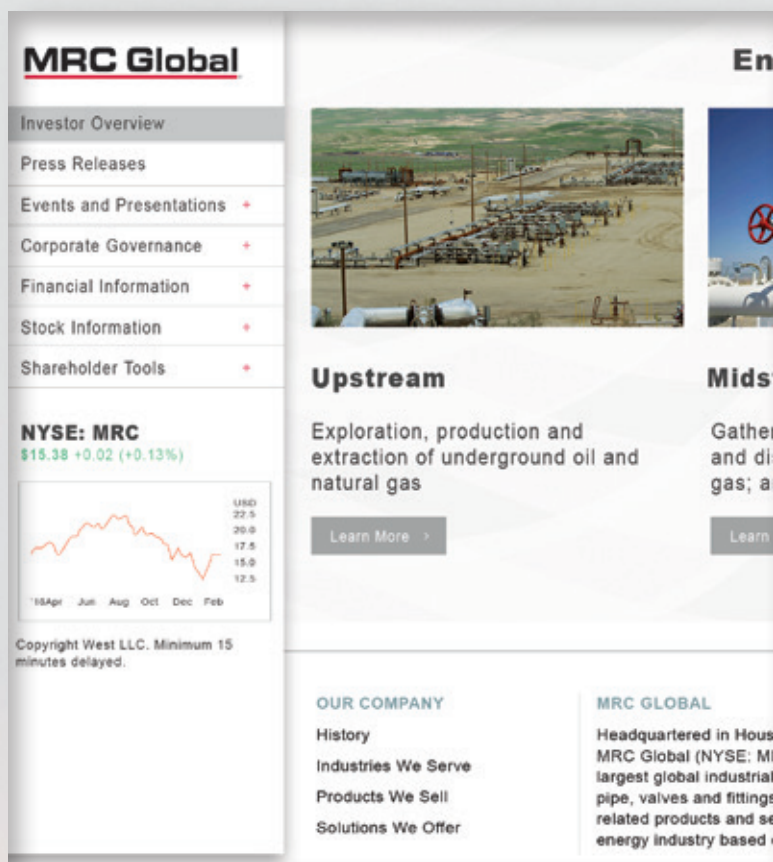 MRC Global
Investor Overview
Press Releases
Events and Presentations +
Corporate Governance +
Financial Information +
Stock Information +
Shareholder Tools +
NYSE: MRC
$15.38 +0.02 (+0.13%)
USD
22.5
20.0
17.5
15.0
12.5
'18Apr Jun Aug Oct Dec Feb
Copyright West LLC. Minimum 15
minutes delayed.
En
Upstream
Exploration, production and
extraction of underground oil and
natural gas
Learn More >
Mids
Gather
and di
gas; a
Learn
OUR COMPANY
History
Industries We Serve
Products We Sell
Solutions We Offer
MRC GLOBAL
Headquartered in Hous
MRC Global (NYSE: M
largest global industrial
pipe, valves and fittings
related products and se
energy industry based